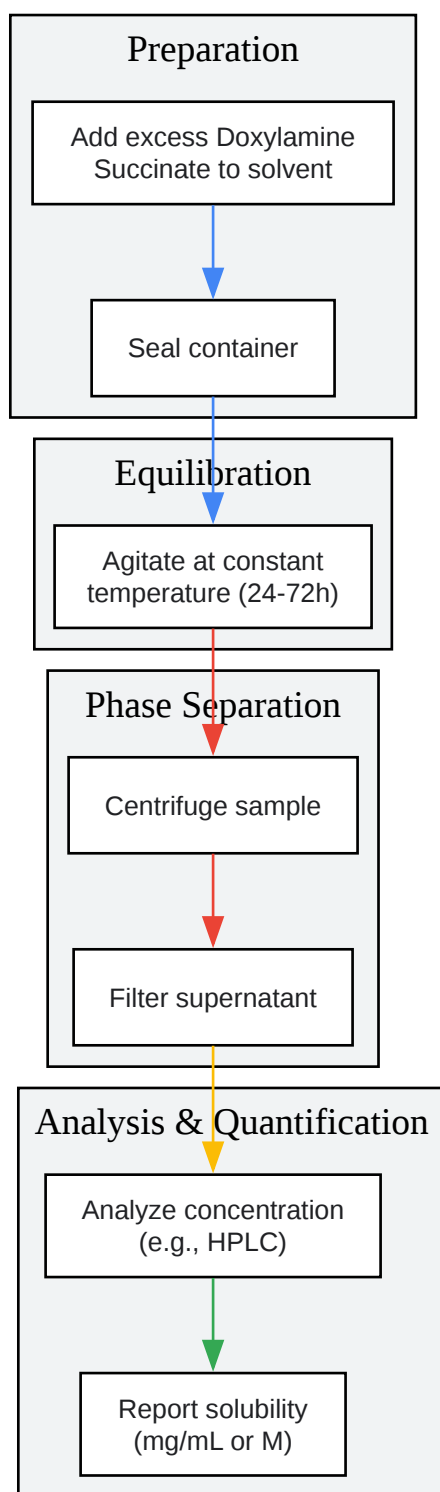 Preparation
Add excess Doxylamine
Succinate to solvent
Seal container
Equilibration
Agitate at constant
temperature (24-72h)
Phase Separation
Centrifuge sample
Filter supernatant
Analysis & Quantification
Analyze concentration
(e.g., HPLC)
Report solubility
(mg/mL or M)